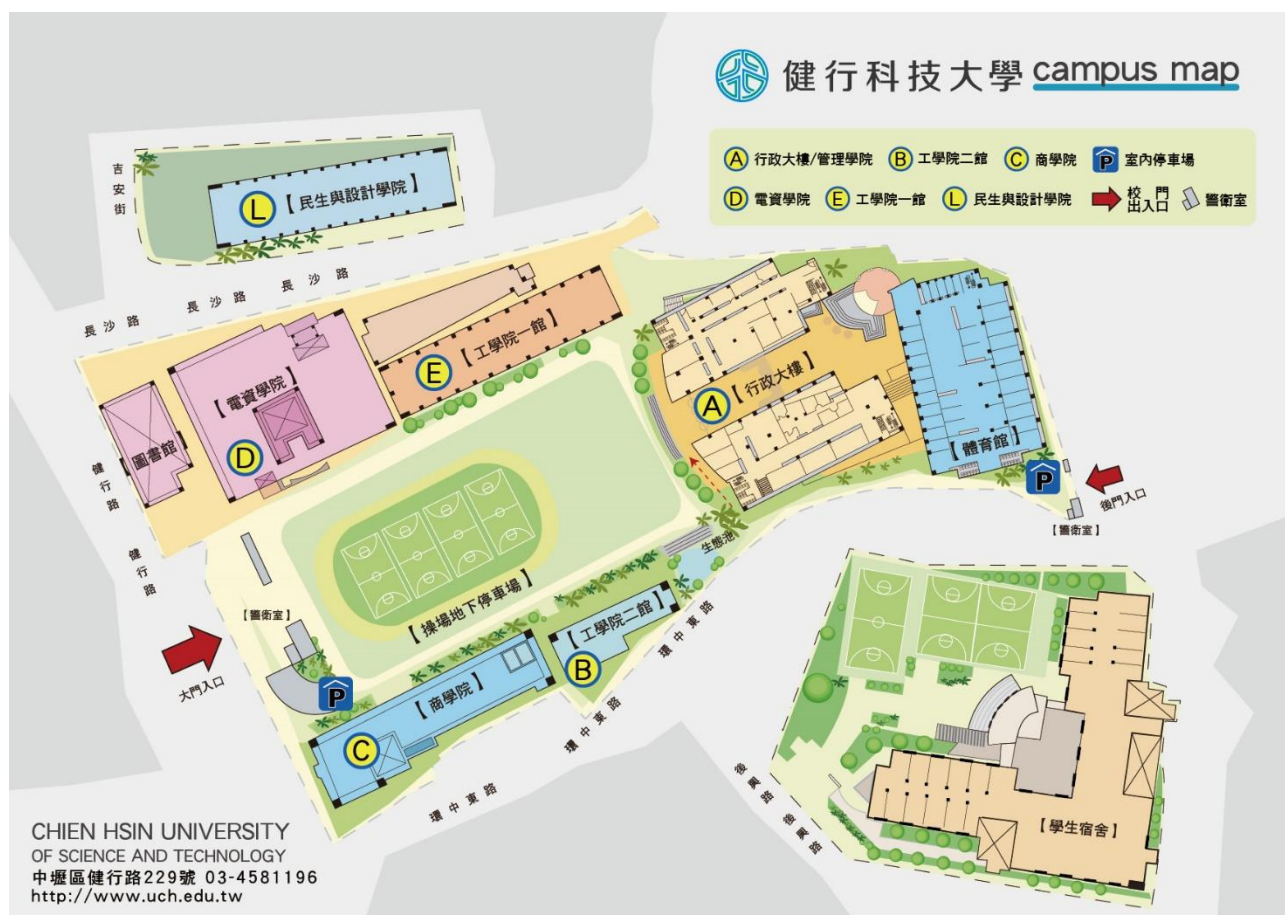 健行科技大學 campus map
A 行政大樓/管理學院 B 工學院二館 C 商學院 P 室內停車場
D 電資學院 E 工學院一館 L 民生與設計學院 校門出入口 警衛室
吉安街
L 【民生與設計學院】
長沙路 長沙路 長沙路
E 【工學院一館】
【電資學院】
D
圖書館
健行路
健行路
A 【行政大樓】
【體育館】
P
後門入口
【警衛室】
生態池
【操場地下停車場】
【警衛室】
大門入口
P
【工學院二館】
B
【商學院】
C
環中東路
環中東路
環中東路
後興路 後興路
【學生宿舍】
CHIEN HSIN UNIVERSITY
OF SCIENCE AND TECHNOLOGY
中壢區健行路229號 03-4581196
http://www.uch.edu.tw